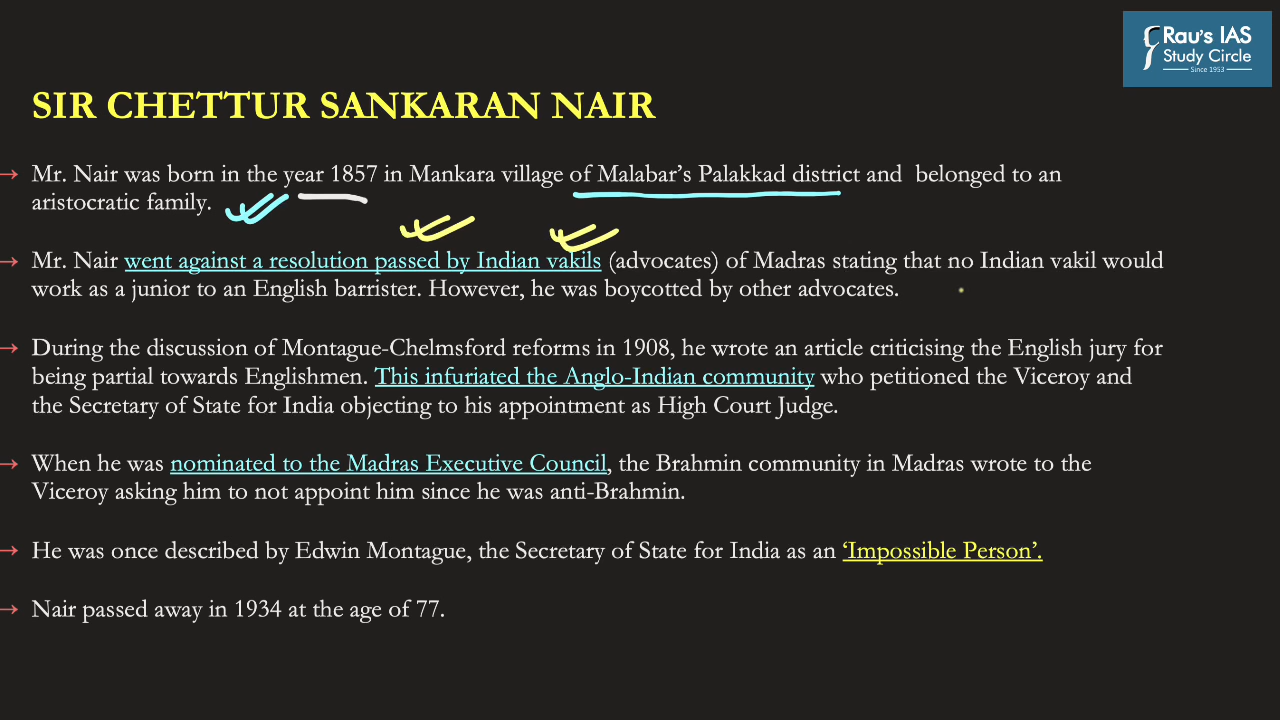 Rau's IAS
Study Circle
Since 1953
SIR CHETTUR SANKARAN NAIR
→ Mr. Nair was born in the year 1857 in Mankara village of Malabar's Palakkad district and belonged to an
aristocratic family.
→ Mr. Nair went against a resolution passed by Indian vakils (advocates) of Madras stating that no Indian vakil would
work as a junior to an English barrister. However, he was boycotted by other advocates.
→ During the discussion of Montague-Chelmsford reforms in 1908, he wrote an article criticising the English jury for
being partial towards Englishmen. This infuriated the Anglo-Indian community who petitioned the Viceroy and
the Secretary of State for India objecting to his appointment as High Court Judge.
→ When he was nominated to the Madras Executive Council, the Brahmin community in Madras wrote to the
Viceroy asking him to not appoint him since he was anti-Brahmin.
→ He was once described by Edwin Montague, the Secretary of State for India as an ‘Impossible Person’.
→ Nair passed away in 1934 at the age of 77.